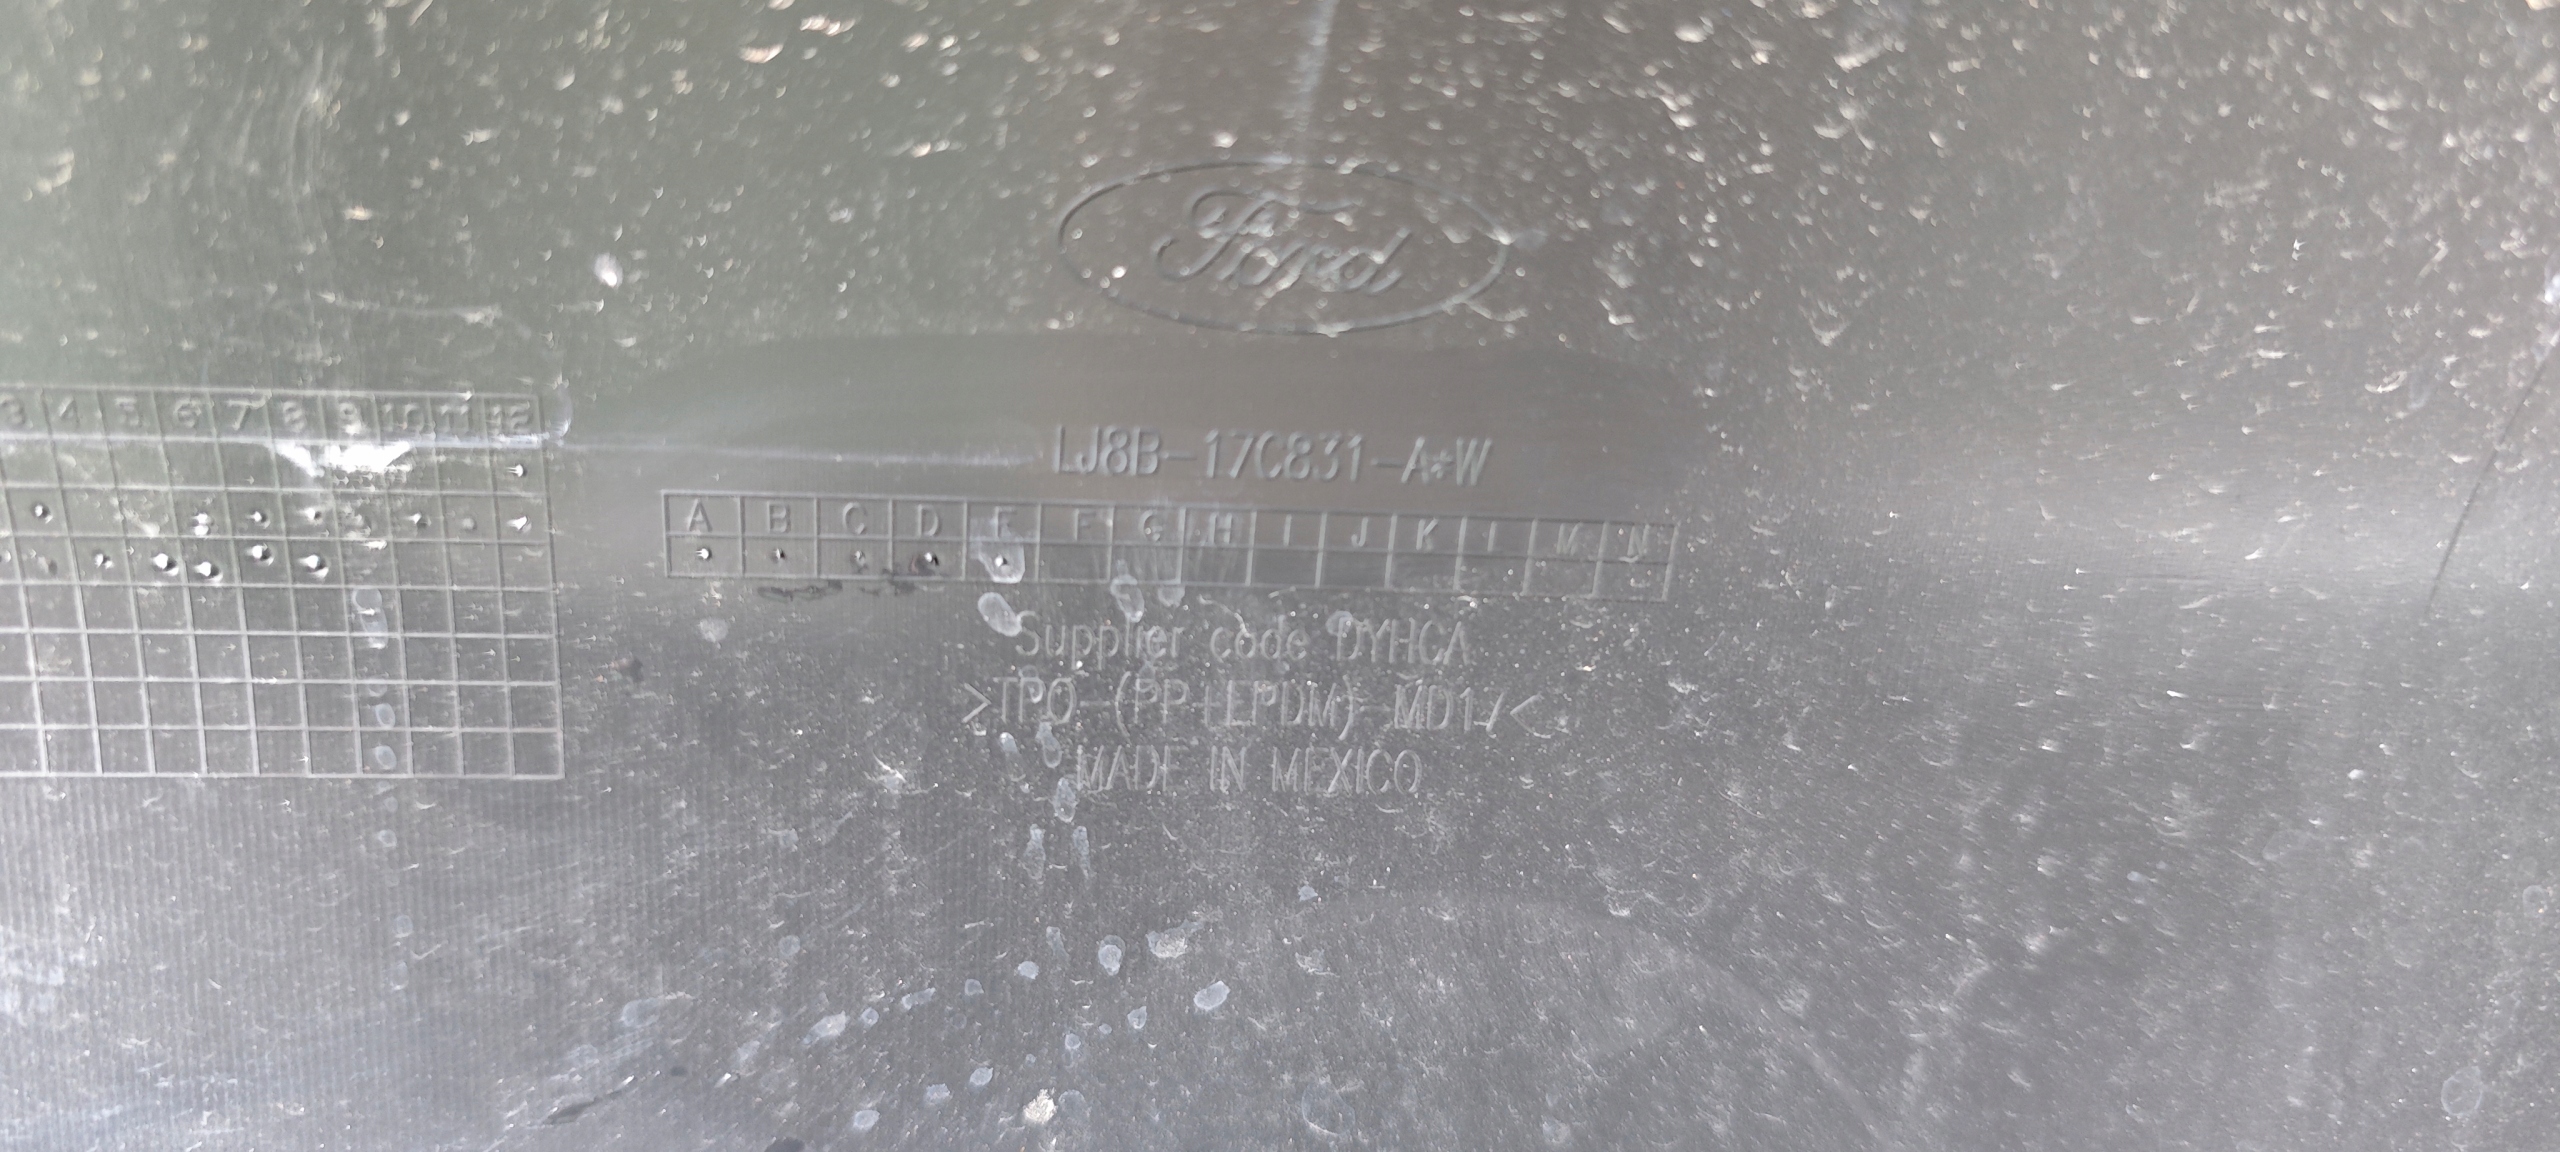 Ford
3 4 5 6 7 8 9 10 11 12
LJ8B-17C831-A*W
A B C D E F G H I J K L M N
Supplier code DYHCA
>TPO-(PP+EPDM)-MD17<
MADE IN MEXICO